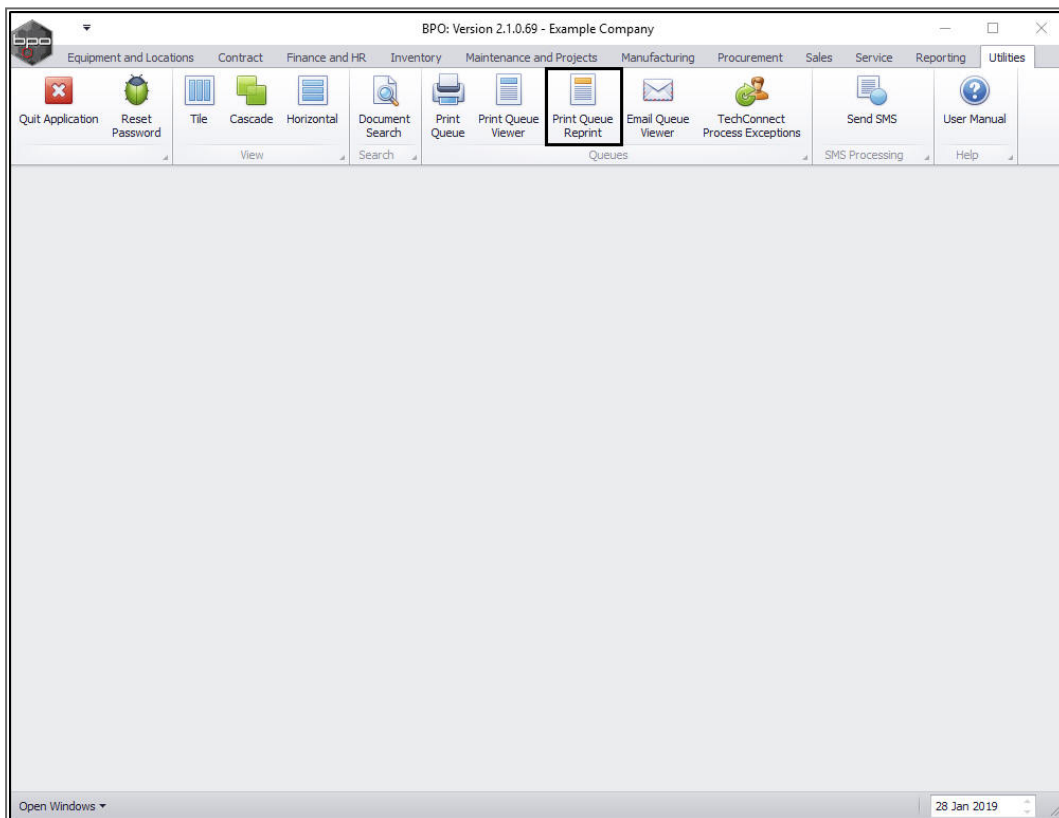 BPO: Version 2.1.0.69 - Example Company
bpo
Equipment and Locations Contract Finance and HR Inventory Maintenance and Projects Manufacturing Procurement Sales Service Reporting Utilities
Quit Application Reset Password Tile Cascade Horizontal Document Search Print Queue Print Queue Viewer Print Queue Reprint Email Queue Viewer TechConnect Process Exceptions Send SMS User Manual
View Search Queues SMS Processing Help
Open Windows 28 Jan 2019